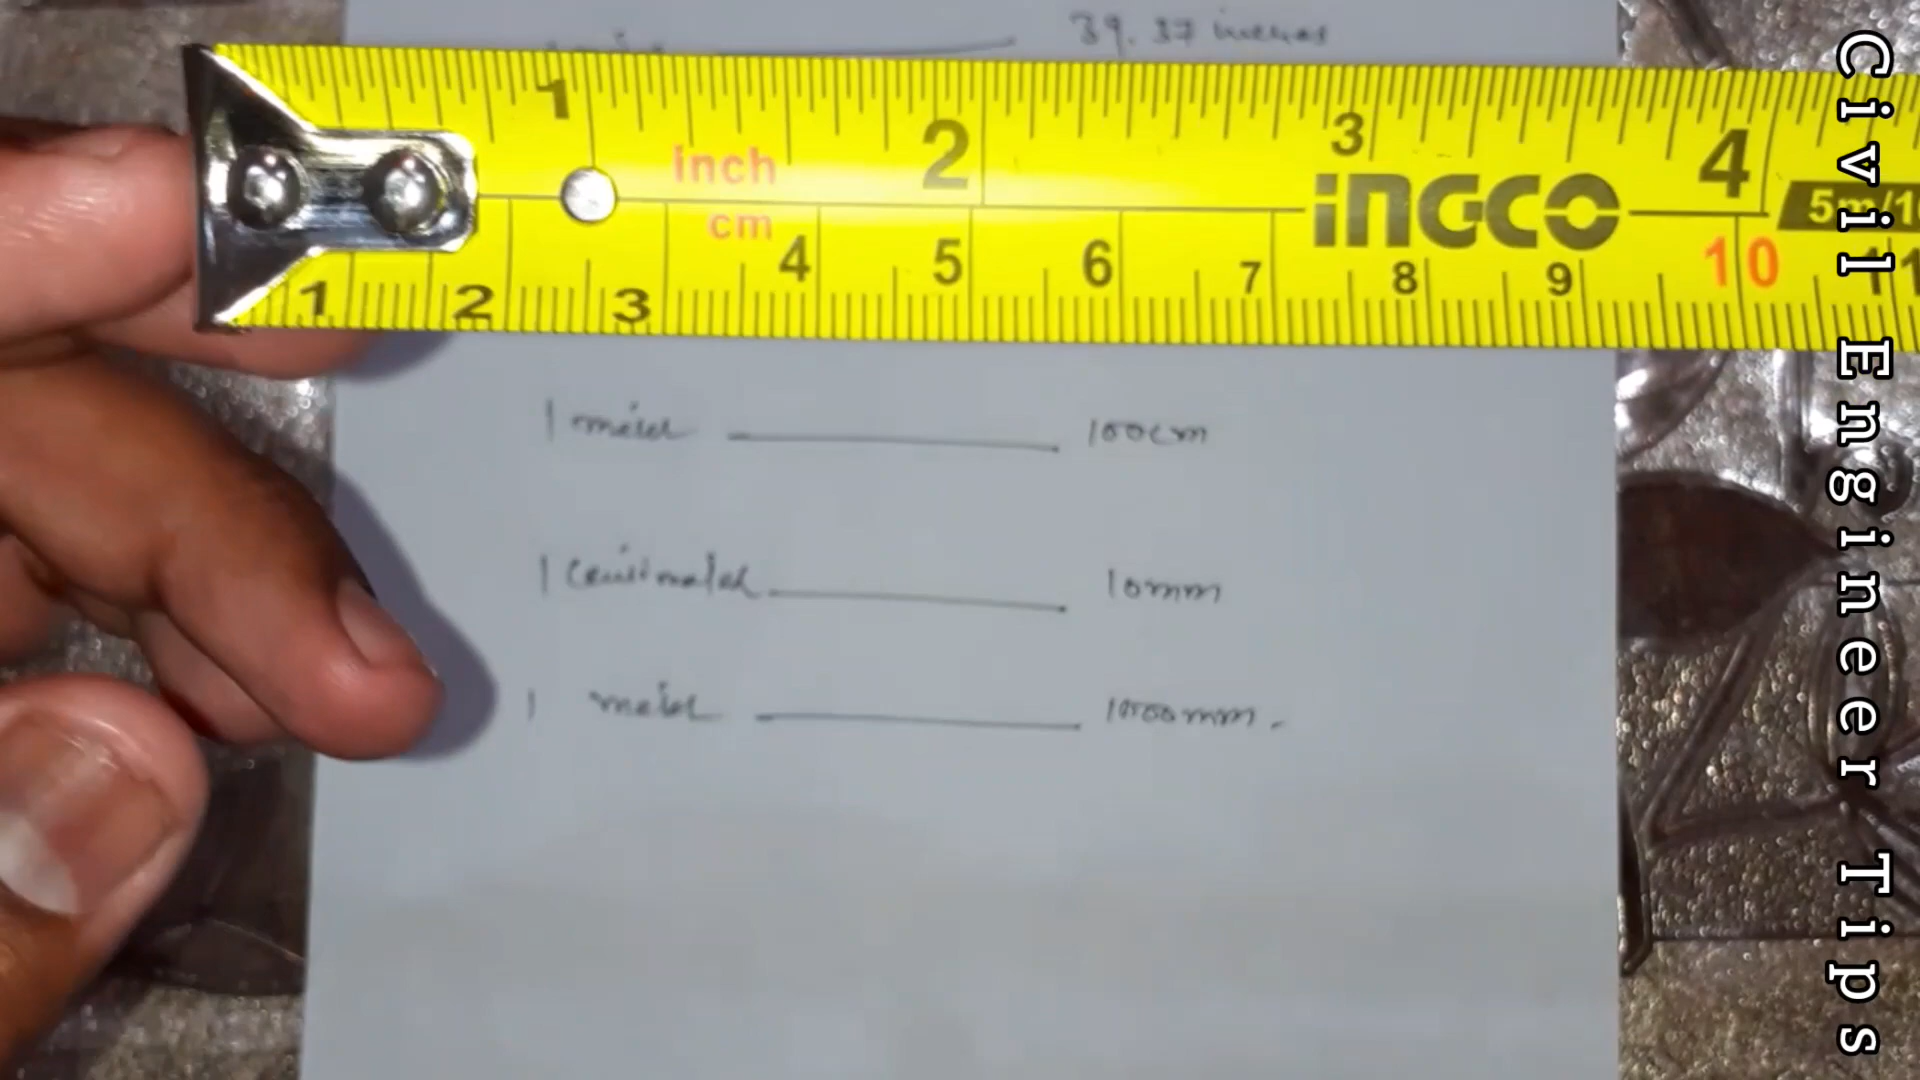 39.37 inches
1 2 3 4
inch
cm
INGCO
5m/1
1 2 3 4 5 6 7 8 9 10 11
1 meter 100cm
1 Centimeter 10mm
1 meter 1000mm.
Civil Engineer Tips